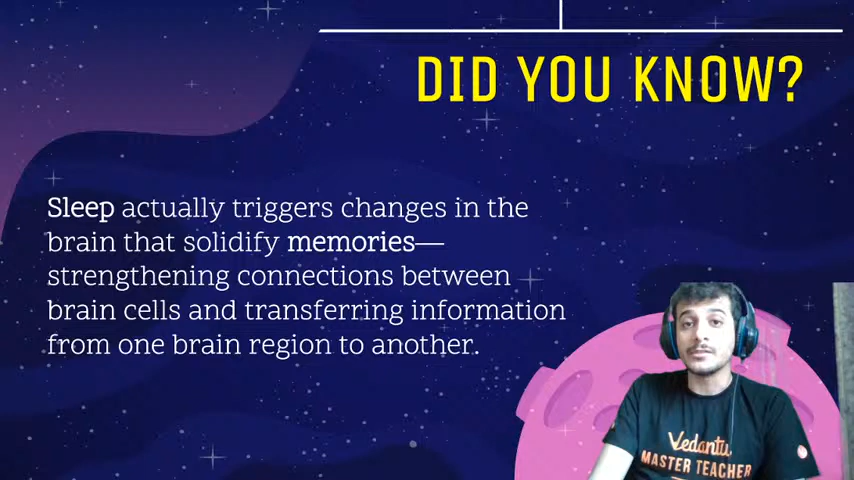 DID YOU KNOW?
Sleep actually triggers changes in the
brain that solidify memories—
strengthening connections between
brain cells and transferring information
from one brain region to another.
Vedantu
MASTER TEACHER